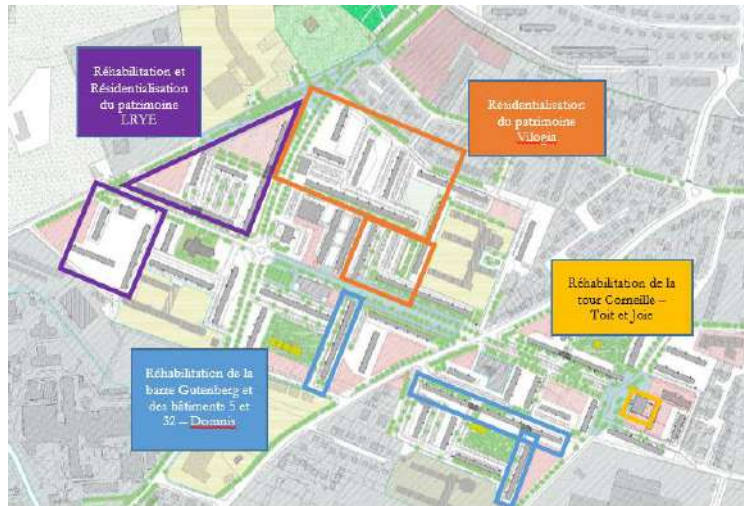 Réhabilitation et
Résidentialisation
du patrimoine
LRYE
Résidentialisation
du patrimoine
Vilogia
Réhabilitation de la
tour Corneille –
Toit et Joie
Réhabilitation de la
barre Gutenberg et
des bâtiments 5 et
32 – Domnis